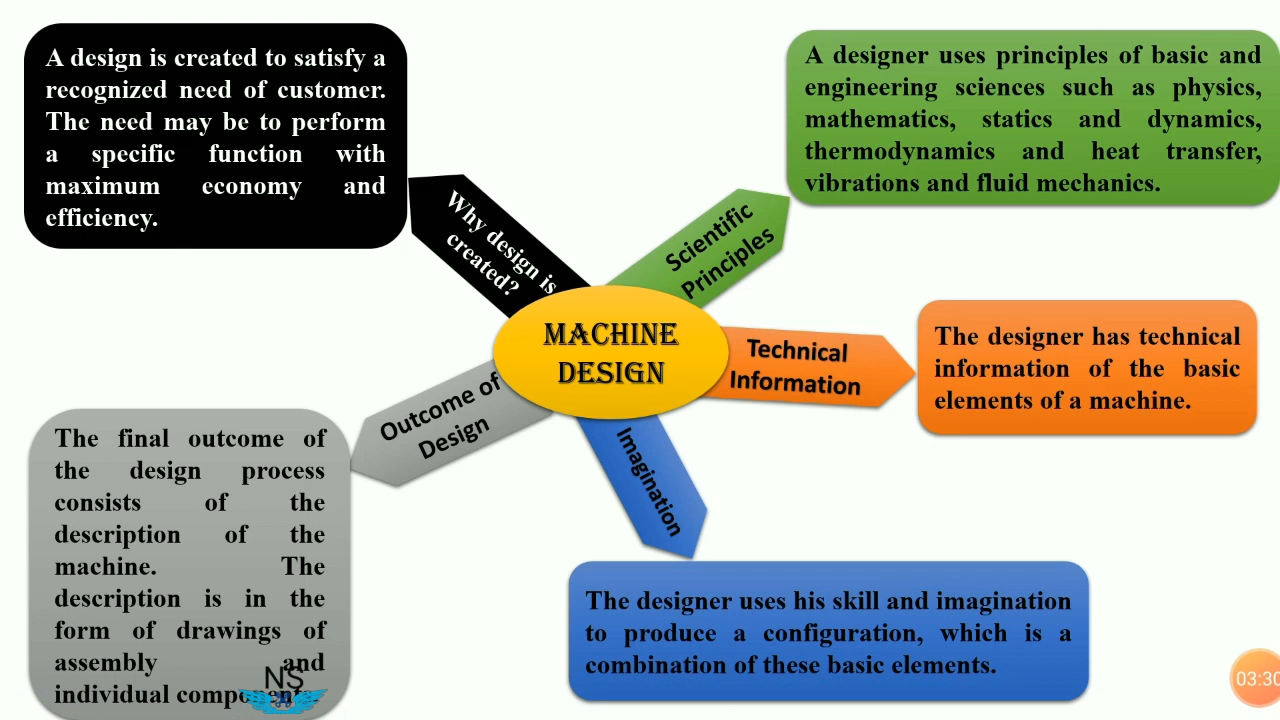 A design is created to satisfy a
recognized need of customer.
The need may be to perform
a specific function with
maximum economy and
efficiency.
A designer uses principles of basic and
engineering sciences such as physics,
mathematics, statics and dynamics,
thermodynamics and heat transfer,
vibrations and fluid mechanics.
Why design is
created?
Scientific
Principles
MACHINE
DESIGN
Technical
Information
The designer has technical
information of the basic
elements of a machine.
Outcome of
Design
Imagination
The final outcome of
the design process
consists of the
description of the
machine. The
description is in the
form of drawings of
assembly and
individual components.
NS
The designer uses his skill and imagination
to produce a configuration, which is a
combination of these basic elements.
03:30